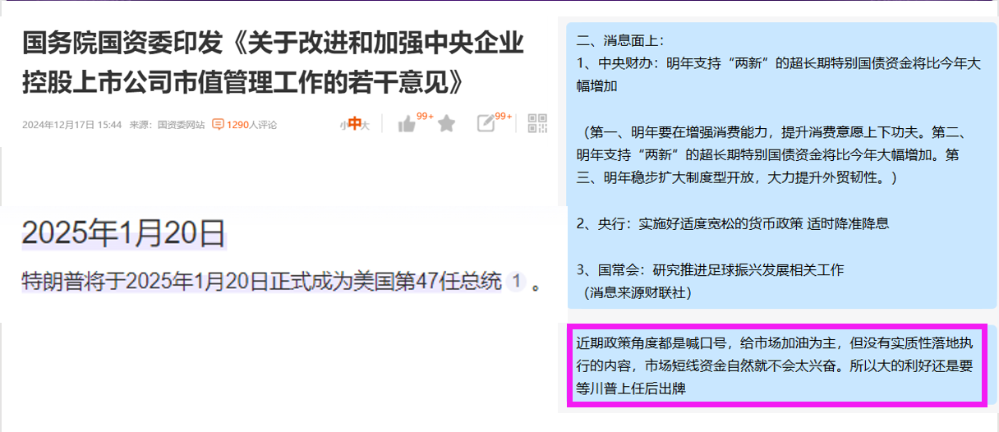 国务院国资委印发《关于改进和加强中央企业
控股上市公司市值管理工作的若干意见》
2024年12月17日 15:44 来源：国资委网站 1290人评论
小中大 99+ 99+
2025年1月20日
特朗普将于2025年1月20日正式成为美国第47任总统 1 。
二、消息面上：
1、中央财办：明年支持“两新”的超长期特别国债资金将比今年大
幅增加
（第一、明年要在增强消费能力，提升消费意愿上下功夫。第二、
明年支持“两新”的超长期特别国债资金将比今年大幅增加。第
三、明年稳步扩大制度型开放，大力提升外贸韧性。）
2、央行：实施好适度宽松的货币政策 适时降准降息
3、国常会：研究推进足球振兴发展相关工作
（消息来源财联社）
近期政策角度都是喊口号，给市场加油为主，但没有实质性落地执
行的内容，市场短线资金自然就不会太兴奋。所以大的利好还是要
等川普上任后出牌